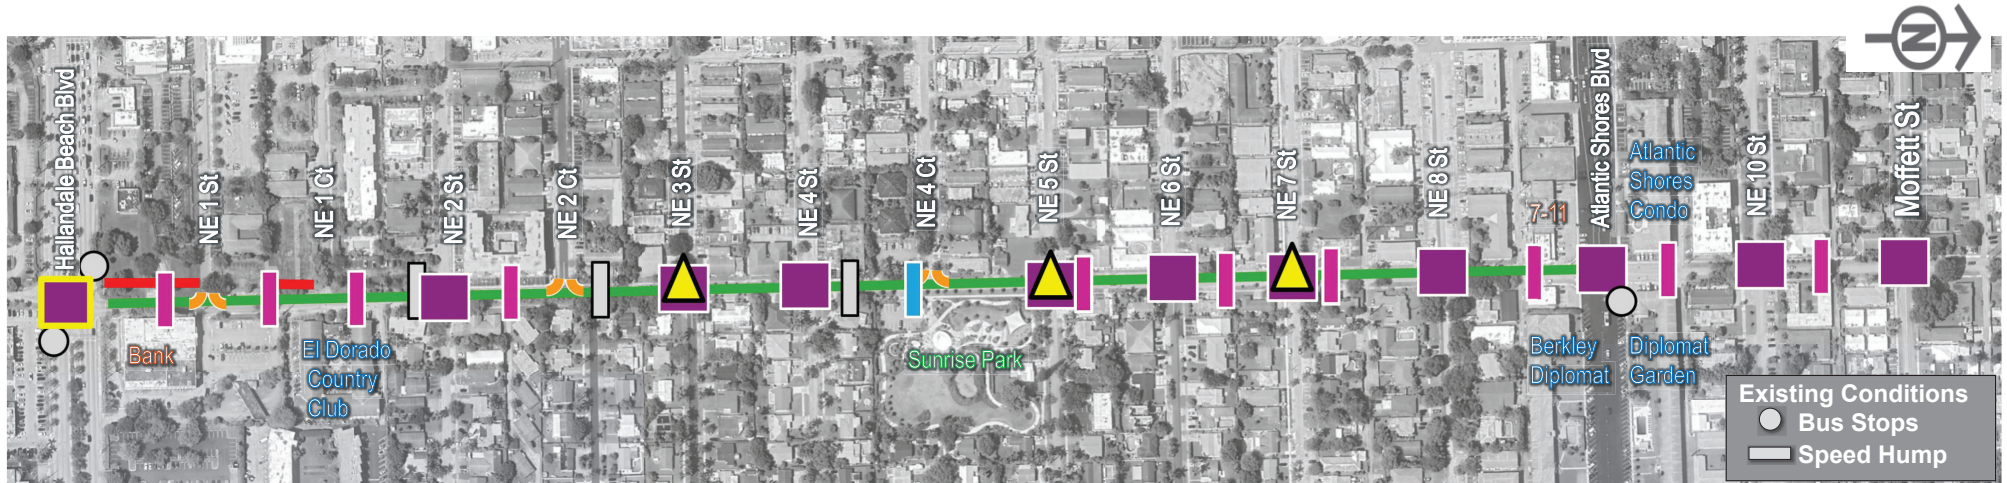 N
Hallandale Beach Blvd
NE 1 St
NE 1 Ct
NE 2 St
NE 2 Ct
NE 3 St
NE 4 St
NE 4 Ct
NE 5 St
NE 6 St
NE 7 St
NE 8 St
Atlantic Shores Blvd
NE 10 St
Moffett St
7-11
Atlantic
Shores
Condo
Bank
El Dorado
Country
Club
Sunrise Park
Berkley
Diplomat
Diplomat
Garden
Existing Conditions
Bus Stops
Speed Hump